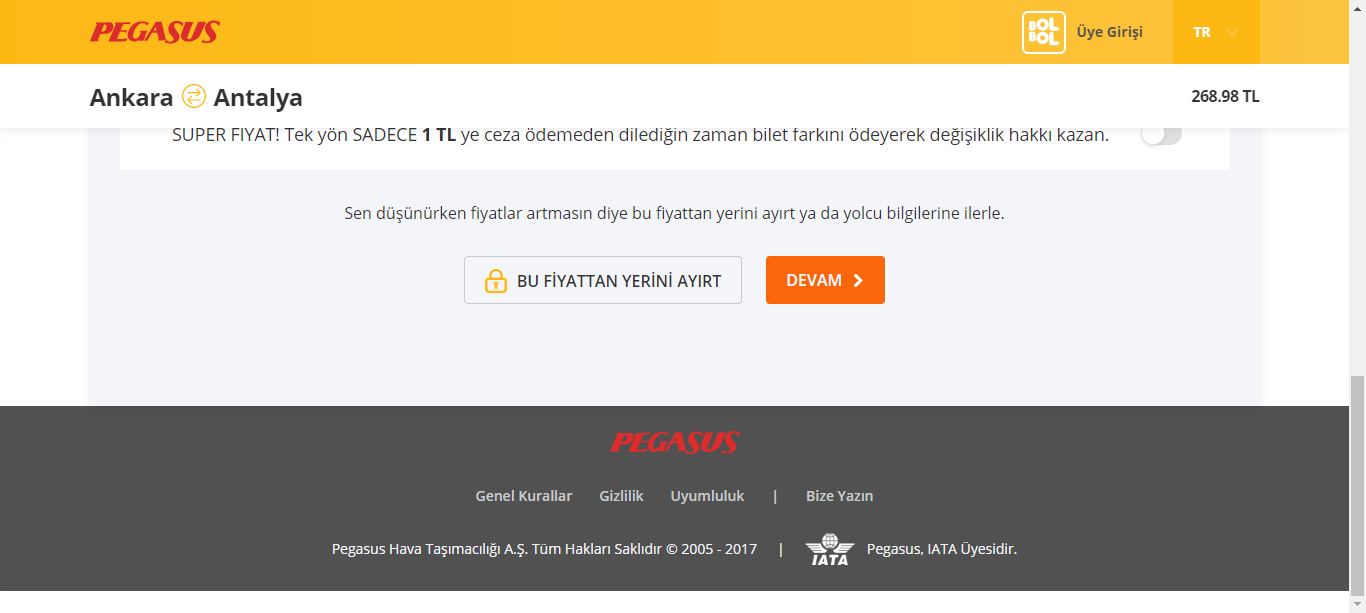 PEGASUS
BOL BOL
Üye Girişi
TR
Ankara Antalya
268.98 TL
SÜPER FİYAT! Tek yön SADECE 1 TL ye ceza ödemeden dilediğin zaman bilet farkını ödeyerek değişiklik hakkı kazan.
Sen düşünürken fiyatlar artmasın diye bu fiyattan yerini ayırt ya da yolcu bilgilerine ilerle.
BU FİYATTAN YERİNİ AYIRT
DEVAM
PEGASUS
Genel Kurallar Gizlilik Uyumluluk | Bize Yazın
Pegasus Hava Taşımacılığı A.Ş. Tüm Hakları Saklıdır © 2005 - 2017 | IATA Pegasus, IATA Üyesidir.